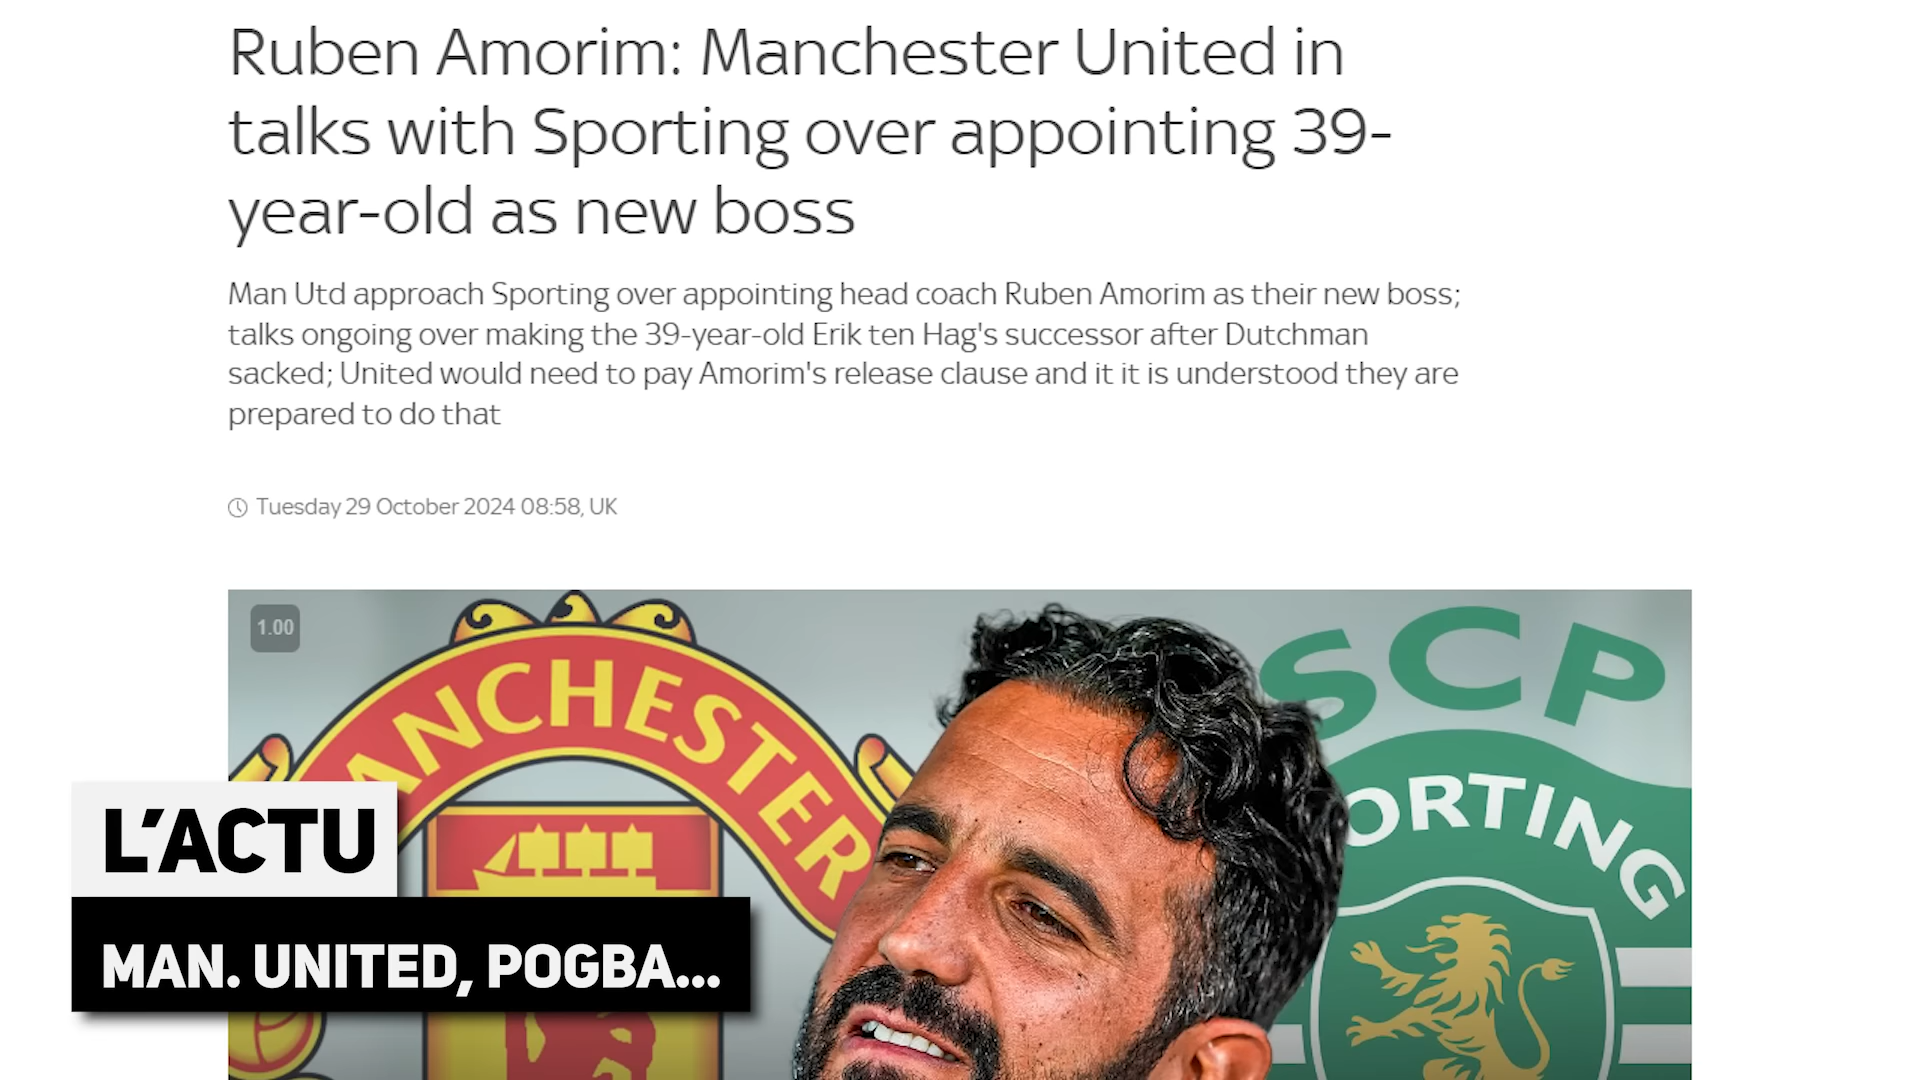 Ruben Amorim: Manchester United in
talks with Sporting over appointing 39-
year-old as new boss
Man Utd approach Sporting over appointing head coach Ruben Amorim as their new boss;
talks ongoing over making the 39-year-old Erik ten Hag's successor after Dutchman
sacked; United would need to pay Amorim's release clause and it it is understood they are
prepared to do that
Tuesday 29 October 2024 08:58, UK
1.00
ANCHESTER
SCP
ORTING
L'ACTU
MAN. UNITED, POGBA...